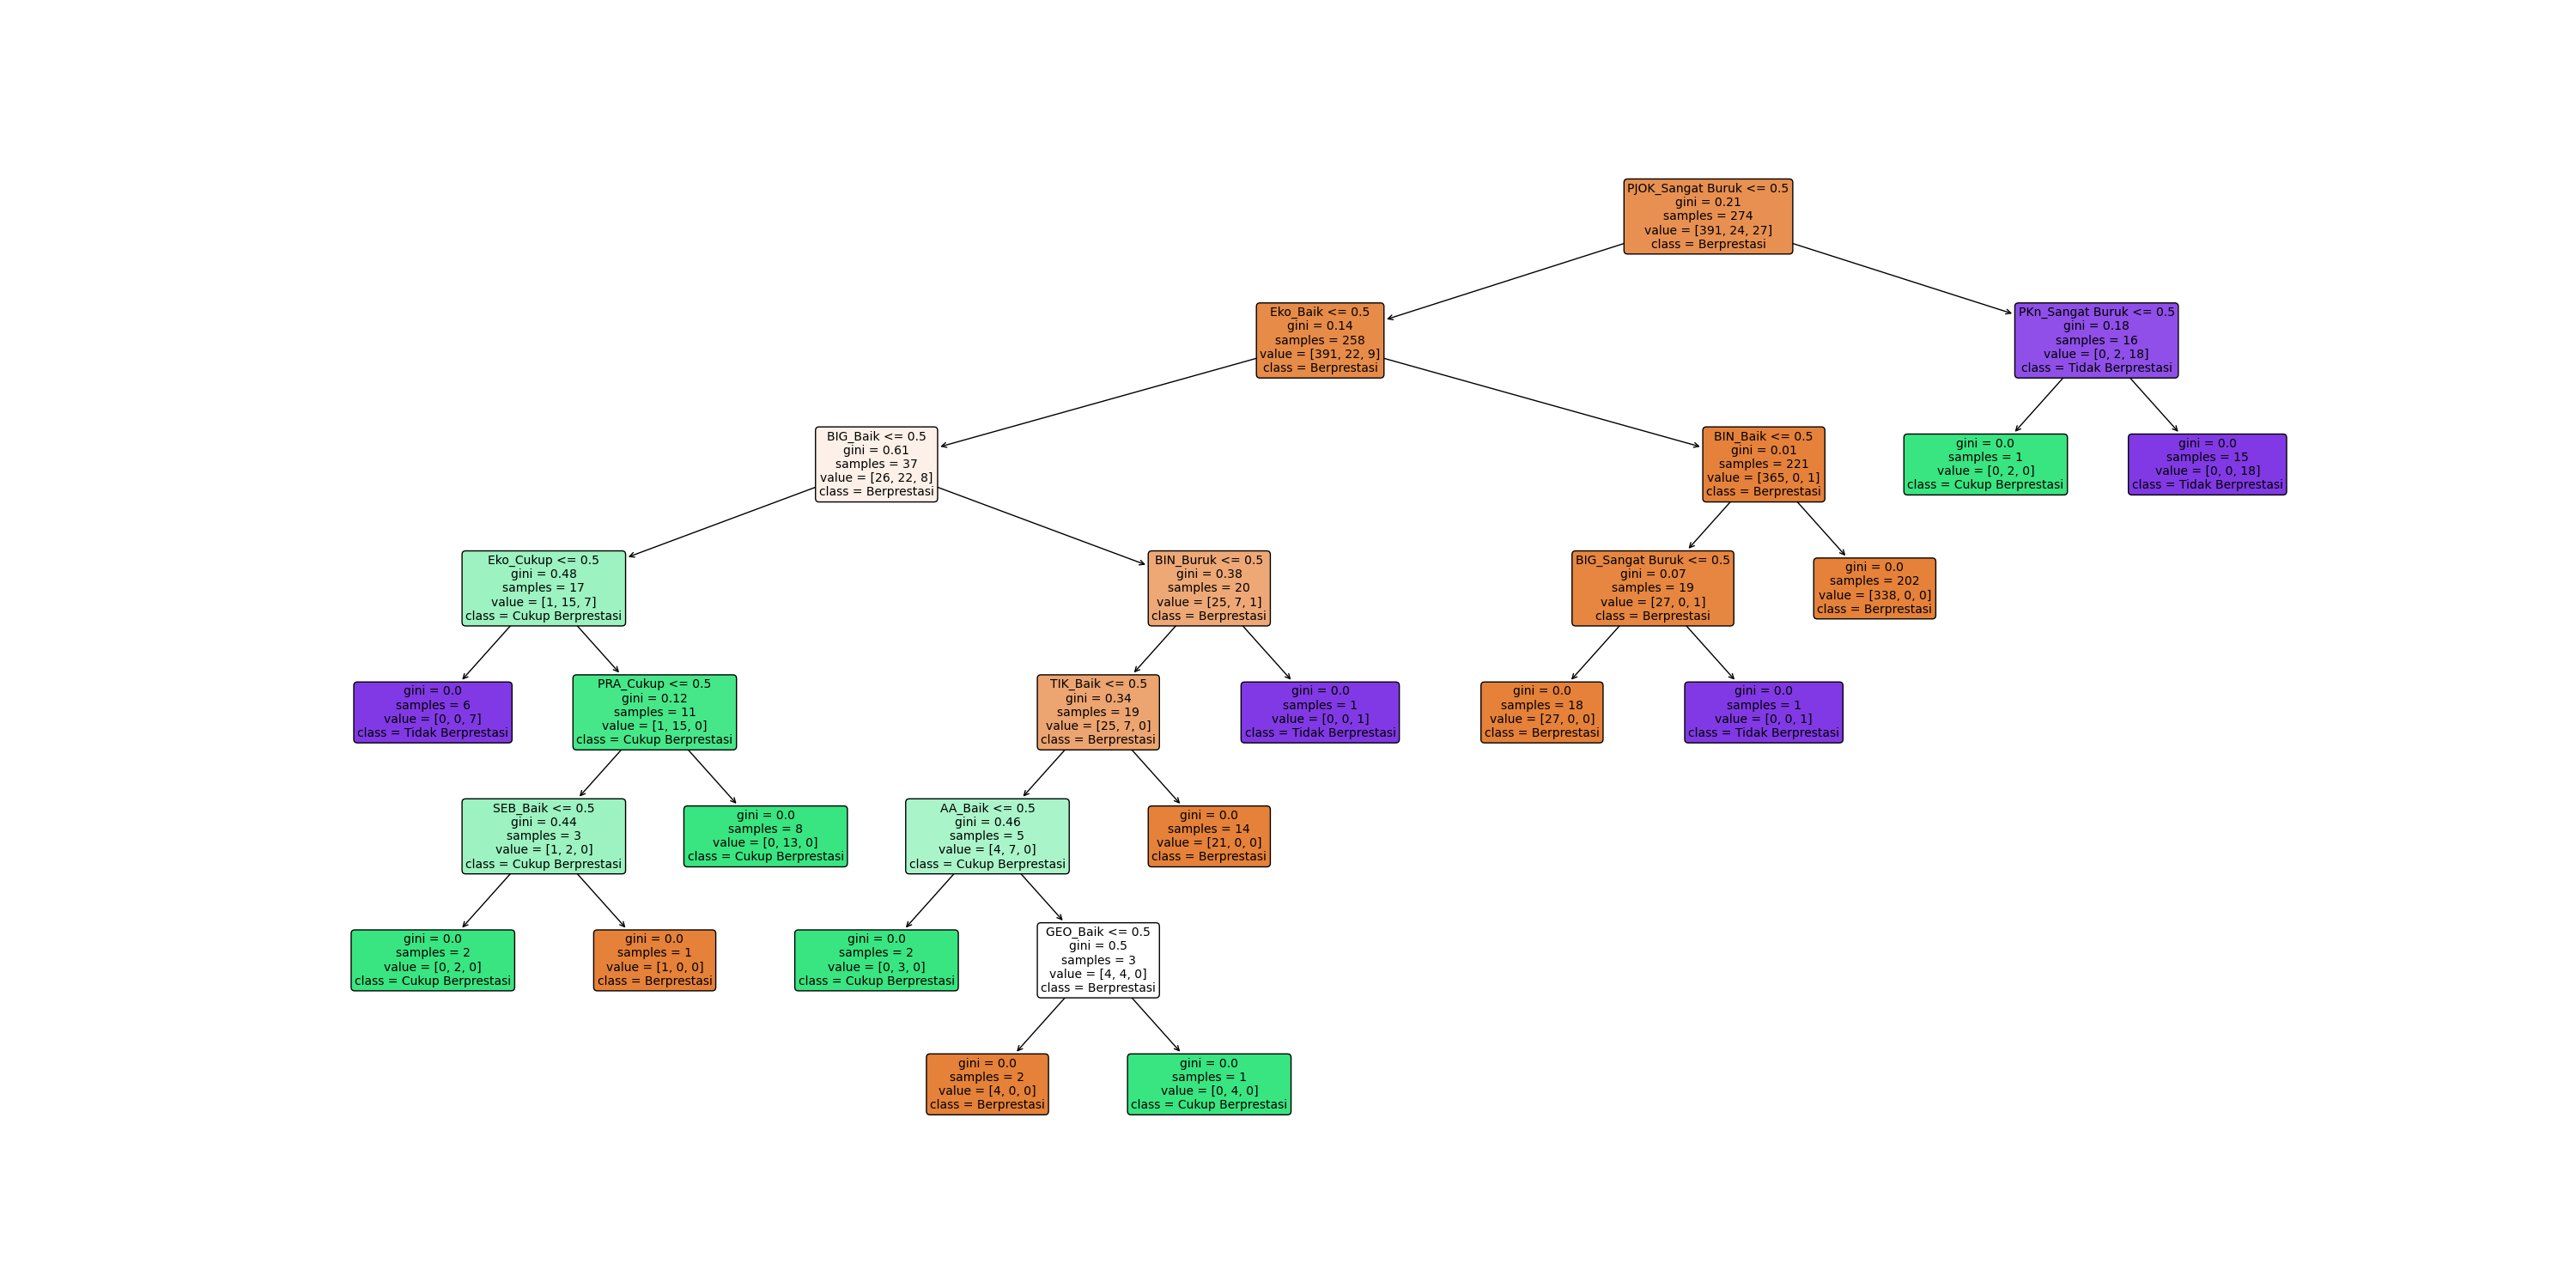 PJOK_Sangat Buruk <= 0.5
gini = 0.21
samples = 274
value = [391, 24, 27]
class = Berprestasi
Eko_Baik <= 0.5
gini = 0.14
samples = 258
value = [391, 22, 9]
class = Berprestasi
PKn_Sangat Buruk <= 0.5
gini = 0.18
samples = 16
value = [0, 2, 18]
class = Tidak Berprestasi
BIG_Baik <= 0.5
gini = 0.61
samples = 37
value = [26, 22, 8]
class = Berprestasi
BIN_Baik <= 0.5
gini = 0.01
samples = 221
value = [365, 0, 1]
class = Berprestasi
gini = 0.0
samples = 1
value = [0, 2, 0]
class = Cukup Berprestasi
gini = 0.0
samples = 15
value = [0, 0, 18]
class = Tidak Berprestasi
Eko_Cukup <= 0.5
gini = 0.48
samples = 17
value = [1, 15, 7]
class = Cukup Berprestasi
BIN_Buruk <= 0.5
gini = 0.38
samples = 20
value = [25, 7, 1]
class = Berprestasi
BIG_Sangat Buruk <= 0.5
gini = 0.07
samples = 19
value = [27, 0, 1]
class = Berprestasi
gini = 0.0
samples = 202
value = [338, 0, 0]
class = Berprestasi
gini = 0.0
samples = 6
value = [0, 0, 7]
class = Tidak Berprestasi
PRA_Cukup <= 0.5
gini = 0.12
samples = 11
value = [1, 15, 0]
class = Cukup Berprestasi
TIK_Baik <= 0.5
gini = 0.34
samples = 19
value = [25, 7, 0]
class = Berprestasi
gini = 0.0
samples = 1
value = [0, 0, 1]
class = Tidak Berprestasi
gini = 0.0
samples = 18
value = [27, 0, 0]
class = Berprestasi
gini = 0.0
samples = 1
value = [0, 0, 1]
class = Tidak Berprestasi
SEB_Baik <= 0.5
gini = 0.44
samples = 3
value = [1, 2, 0]
class = Cukup Berprestasi
gini = 0.0
samples = 8
value = [0, 13, 0]
class = Cukup Berprestasi
AA_Baik <= 0.5
gini = 0.46
samples = 5
value = [4, 7, 0]
class = Cukup Berprestasi
gini = 0.0
samples = 14
value = [21, 0, 0]
class = Berprestasi
gini = 0.0
samples = 2
value = [0, 2, 0]
class = Cukup Berprestasi
gini = 0.0
samples = 1
value = [1, 0, 0]
class = Berprestasi
gini = 0.0
samples = 2
value = [0, 3, 0]
class = Cukup Berprestasi
GEO_Baik <= 0.5
gini = 0.5
samples = 3
value = [4, 4, 0]
class = Berprestasi
gini = 0.0
samples = 2
value = [4, 0, 0]
class = Berprestasi
gini = 0.0
samples = 1
value = [0, 4, 0]
class = Cukup Berprestasi